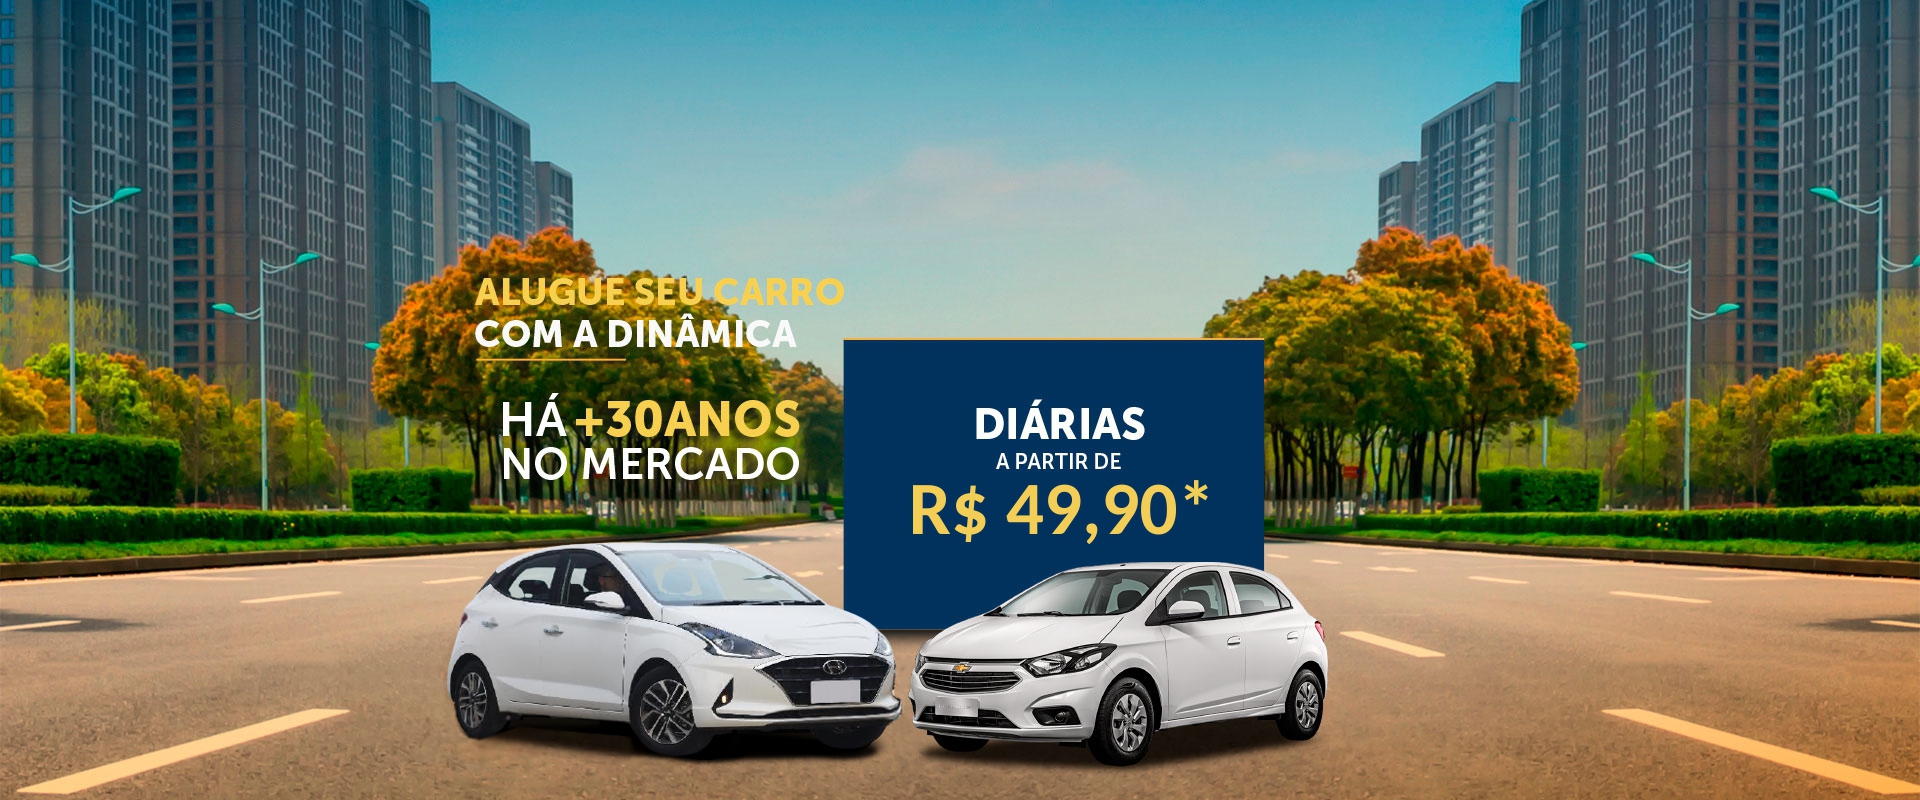 ALUGUE SEU CARRO
COM A DINÂMICA
HÁ +30ANOS
NO MERCADO
DIÁRIAS
A PARTIR DE
R$ 49,90*